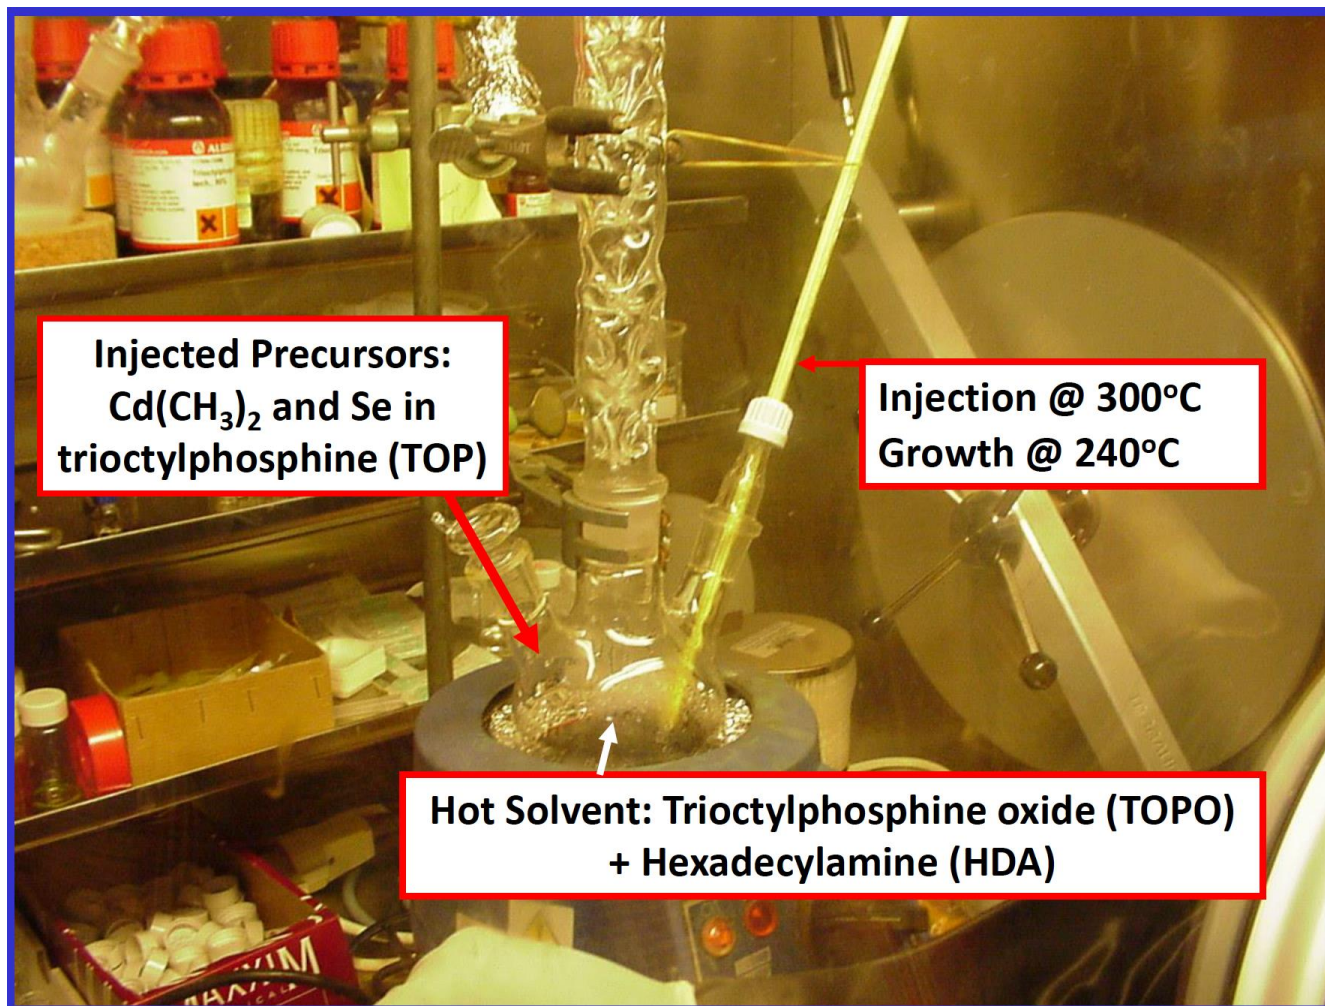 Injected Precursors:
Cd(CH₃)₂ and Se in
trioctylphosphine (TOP)
Injection @ 300°C
Growth @ 240°C
Hot Solvent: Trioctylphosphine oxide (TOPO)
+ Hexadecylamine (HDA)